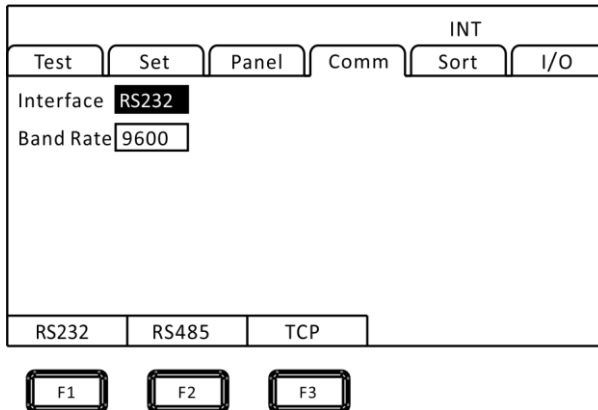 INT
Test Set Panel Comm Sort I/O
Interface RS232
Band Rate 9600
RS232 RS485 TCP
F1 F2 F3